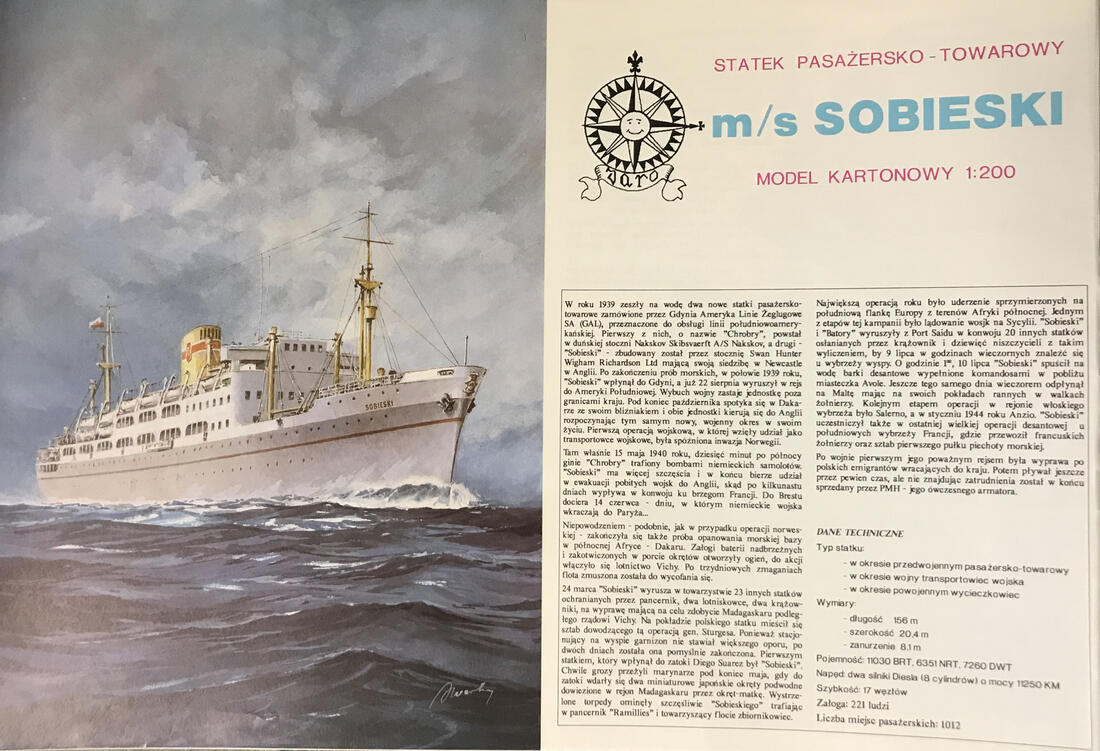 SOBIESKI
Jaro
STATEK PASAŻERSKO-TOWAROWY
m/s SOBIESKI
MODEL KARTONOWY 1:200
W roku 1939 zeszły na wodę dwa nowe statki pasażersko-
towarowe zamówione przez Gdynia Ameryka Linie Żeglugowe
SA (GAL), przeznaczone do obsługi linii południowoamery-
kańskiej. Pierwszy z nich, o nazwie "Chrobry", powstał
w duńskiej stoczni Nakskov Skibsvaerft A/S Nakskov, a drugi -
"Sobieski" - zbudowany został przez stocznię Swan Hunter
Wigham Richardson Ltd mającą swoją siedzibę w Newcastle
w Anglii. Po zakończeniu prób morskich, w połowie 1939 roku,
"Sobieski" wpłynął do Gdyni, a już 22 sierpnia wyruszył w rejs
do Ameryki Południowej. Wybuch wojny zastaje jednostkę poza
granicami kraju. Pod koniec października spotyka się w Daka-
rze ze swoim bliźniakiem i obie jednostki kierują się do Anglii
rozpoczynając tym samym nowy, wojenny okres w swoim
życiu. Pierwszą operacją wojskową, w której wzięły udział jako
transportowce wojskowe, była spóźniona inwazja Norwegii.
Tam właśnie 15 maja 1940 roku, dziesięć minut po północy
ginie "Chrobry" trafiony bombami niemieckich samolotów.
"Sobieski" ma więcej szczęścia i w końcu bierze udział
w ewakuacji pobitych wojsk do Anglii, skąd po kilkunastu
dniach wypływa w konwoju ku brzegom Francji. Do Brestu
dociera 14 czerwca - dniu, w którym niemieckie wojska
wkraczają do Paryża...
Niepowodzeniem - podobnie, jak w przypadku operacji norwes-
kiej - zakończyła się także próba opanowania morskiej bazy
w północnej Afryce - Dakaru. Załogi baterii nadbrzeżnych
i zakotwiczonych w porcie okrętów otworzyły ogień, do akcji
włączyło się lotnictwo Vichy. Po trzydniowych zmaganiach
flota zmuszona została do wycofania się.
24 marca "Sobieski" wyrusza w towarzystwie 23 innych statków
ochranianych przez pancernik, dwa lotniskowce, dwa krążow-
niki, na wyprawę mającą na celu zdobycie Madagaskaru podleg-
łego rządowi Vichy. Na pokładzie polskiego statku mieścił się
sztab dowodzącego tą operacją gen. Sturgesa. Ponieważ stacjo-
nujący na wyspie garnizon nie stawiał większego oporu, po
dwóch dniach została ona pomyślnie zakończona. Pierwszym
statkiem, który wpłynął do zatoki Diego Suarez był "Sobieski".
Chwile grozy przeżyli marynarze pod koniec maja, gdy do
zatoki wdarły się dwa miniaturowe japońskie okręty podwodne
dowiezione w rejon Madagaskaru przez okręt-matkę. Wystrze-
lone torpedy ominęły szczęśliwie "Sobieskiego" trafiając
w pancernik "Ramillies" i towarzyszący flocie zbiornikowiec.
Największą operacją roku było uderzenie sprzymierzonych na
południową flankę Europy z terenów Afryki północnej. Jednym
z etapów tej kampanii było lądowanie wosjk na Sycylii. "Sobieski"
i "Batory" wyruszyły z Port Saidu w konwoju 20 innych statków
osłanianych przez krążownik i dziewięć niszczycieli z takim
wyliczeniem, by 9 lipca w godzinach wieczornych znaleźć się
u wybrzeży wyspy. O godzinie 1⁰⁰, 10 lipca "Sobieski" spuścił na
wodę barki desantowe wypełnione komandosami w pobliżu
miasteczka Avole. Jeszcze tego samego dnia wieczorem odpłynął
na Maltę mając na swoich pokładach rannych w walkach
żołnierzy. Kolejnym etapem operacji w rejonie włoskiego
wybrzeża było Salerno, a w styczniu 1944 roku Anzio. "Sobieski"
uczestniczył także w ostatniej wielkiej operacji desantowej u
południowych wybrzeży Francji, gdzie przewoził francuskich
żołnierzy oraz sztab pierwszego pułku piechoty morskiej.
Po wojnie pierwszym jego poważnym rejsem była wyprawa po
polskich emigrantów wracających do kraju. Potem pływał jeszcze
przez pewien czas, ale nie znajdując zatrudnienia został w końcu
sprzedany przez PMH - jego ówczesnego armatora.
DANE TECHNICZNE
Typ statku:
- w okresie przedwojennym pasażersko-towarowy
- w okresie wojny transportowiec wojska
- w okresie powojennym wycieczkowiec
Wymiary:
- długość 156 m
- szerokość 20,4 m
- zanurzenie 8,1 m
Pojemność: 11030 BRT, 6351 NRT, 7260 DWT
Napęd: dwa silniki Diesla (8 cylindrów) o mocy 11250 KM
Szybkość: 17 węzłów
Załoga: 221 ludzi
Liczba miejsc pasażerskich: 1012